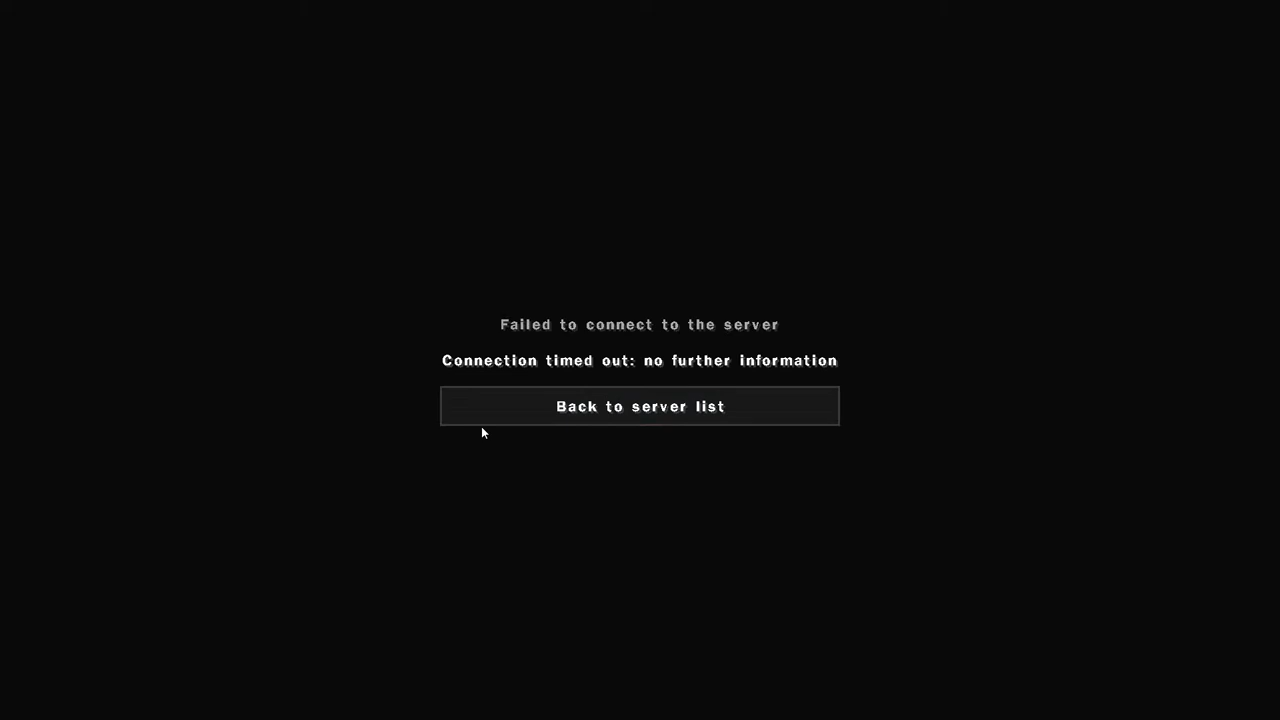 Failed to connect to the server
Connection timed out: no further information
Back to server list